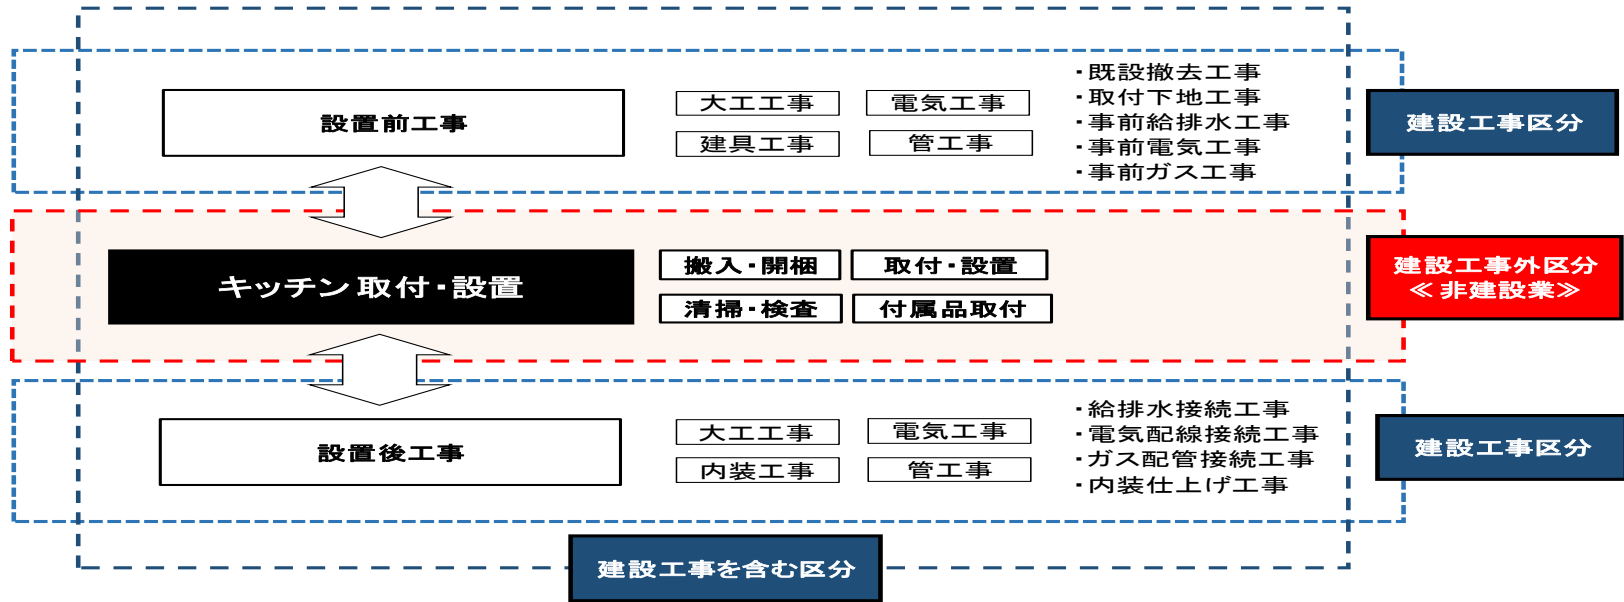 設置前工事
大工工事
電気工事
建具工事
管工事
・既設撤去工事
・取付下地工事
・事前給排水工事
・事前電気工事
・事前ガス工事
建設工事区分
キッチン 取付・設置
搬入・開梱
取付・設置
清掃・検査
付属品取付
建設工事外区分
≪ 非建設業≫
設置後工事
大工工事
電気工事
内装工事
管工事
・給排水接続工事
・電気配線接続工事
・ガス配管接続工事
・内装仕上げ工事
建設工事区分
建設工事を含む区分